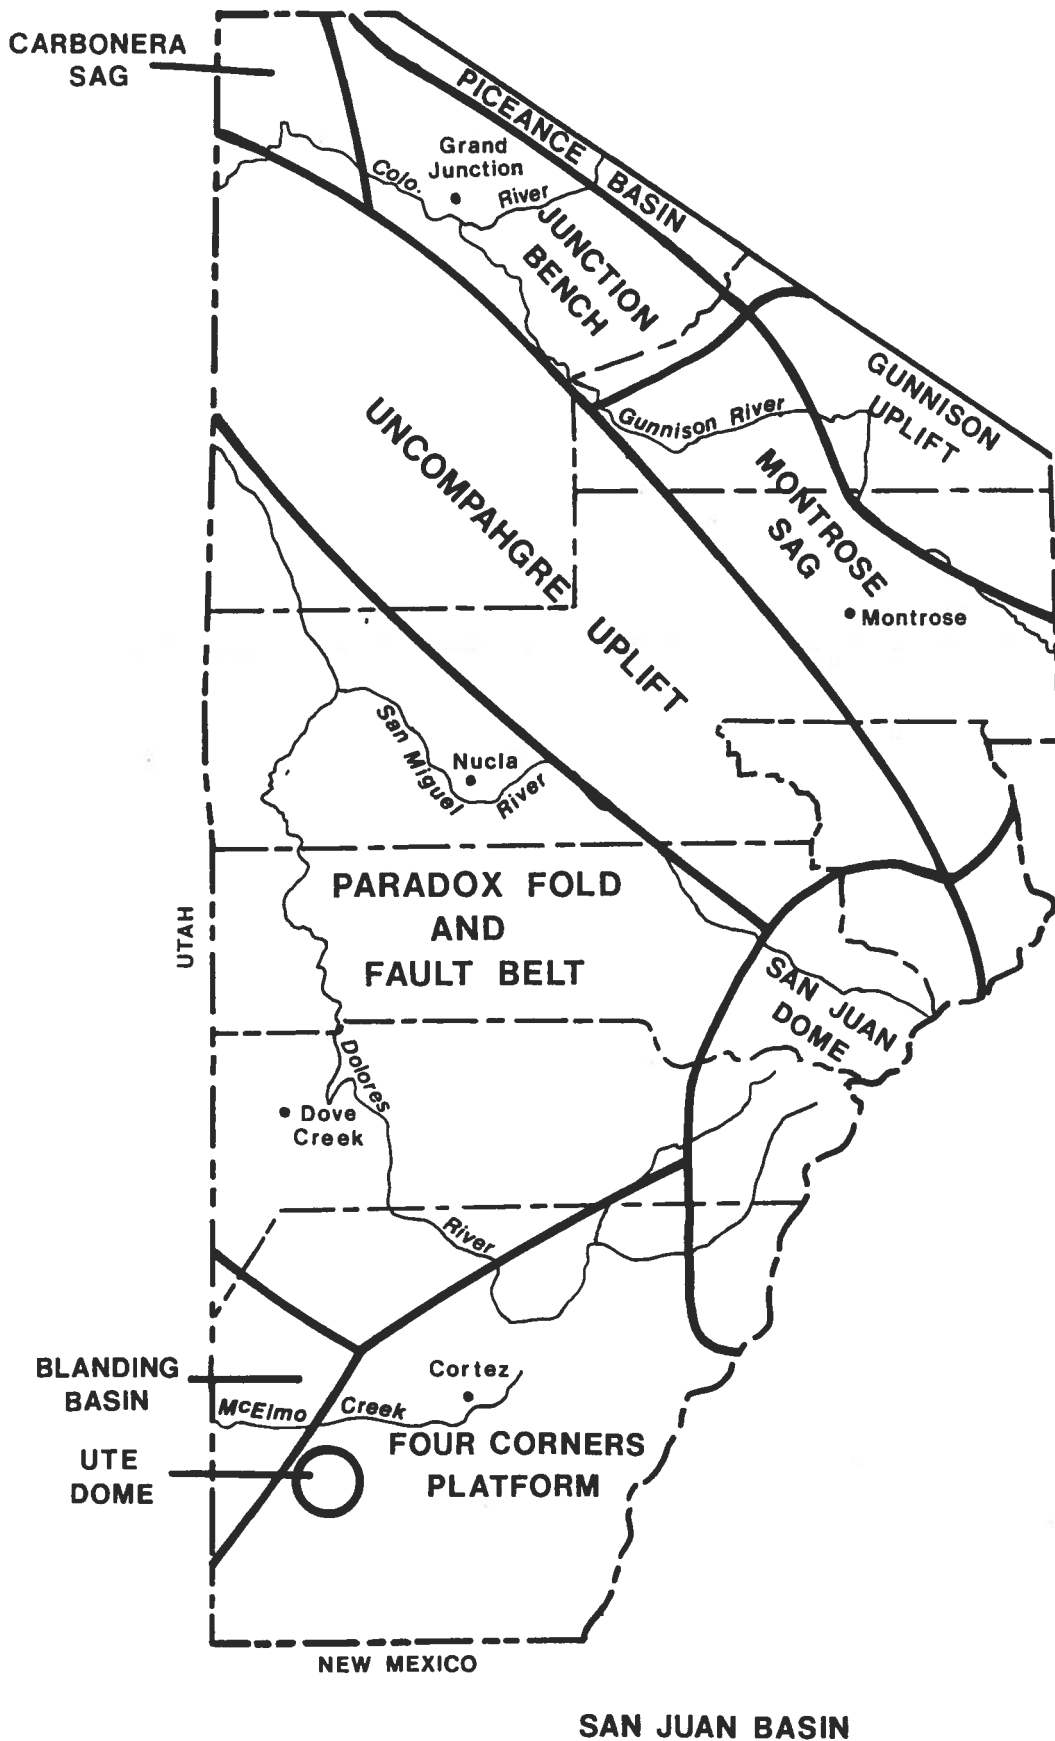 CARBONERA
SAG
PICEANCE BASIN
Grand
Junction
Colo. River
JUNCTION
BENCH
GUNNISON
UPLIFT
Gunnison River
UNCOMPAHGRE UPLIFT
MONTROSE
SAG
Montrose
San Miguel River
Nucla
PARADOX FOLD
AND
FAULT BELT
UTAH
SAN JUAN
DOME
Dolores River
Dove
Creek
BLANDING
BASIN
Cortez
McElmo Creek
FOUR CORNERS
PLATFORM
UTE
DOME
NEW MEXICO
SAN JUAN BASIN